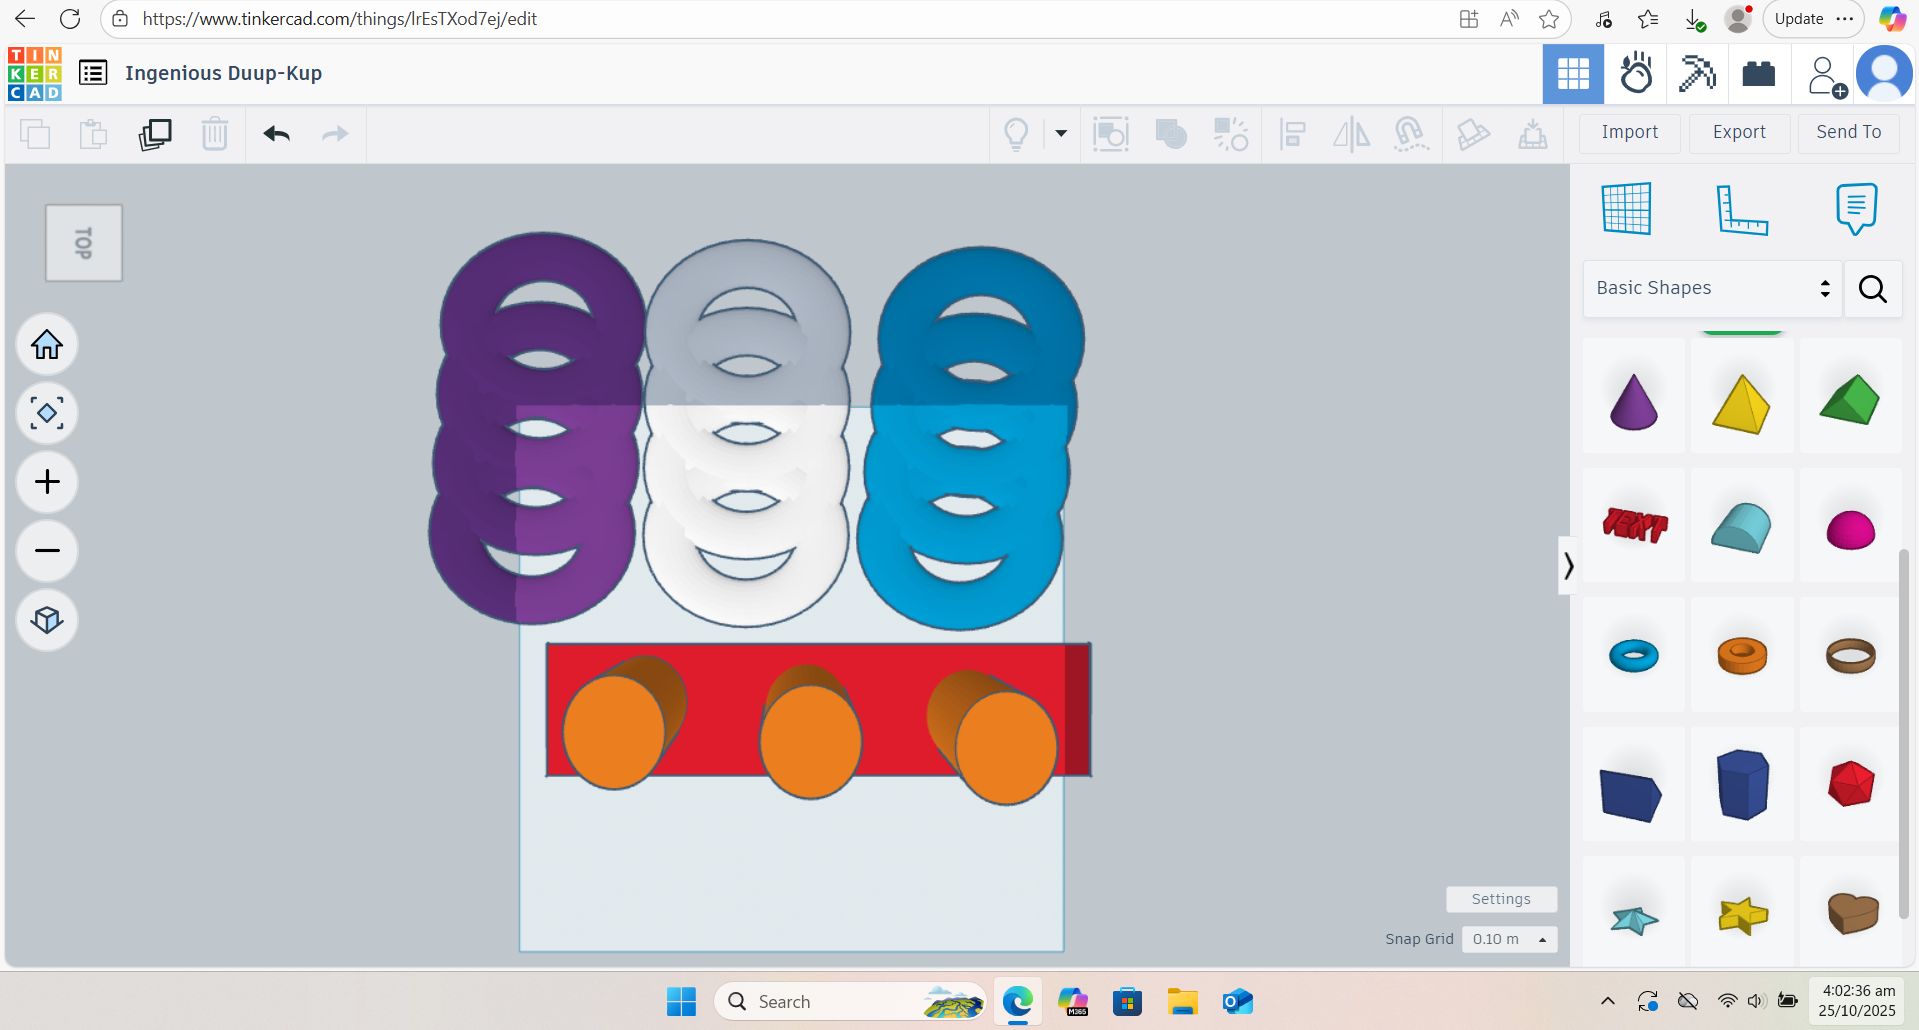 https://www.tinkercad.com/things/lrEsTXod7ej/edit
Update
TIN
KER
CAD
Ingenious Duup-Kup
Import
Export
Send To
TOP
Basic Shapes
TEXT
Settings
Snap Grid
0.10 m
Search
M365
4:02:36 am
25/10/2025